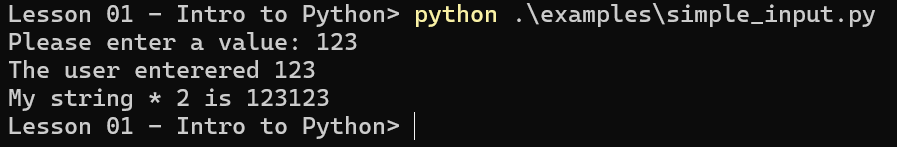 Lesson 01 - Intro to Python> python .\examples\simple_input.py
Please enter a value: 123
The user enterered 123
My string * 2 is 123123
Lesson 01 - Intro to Python>